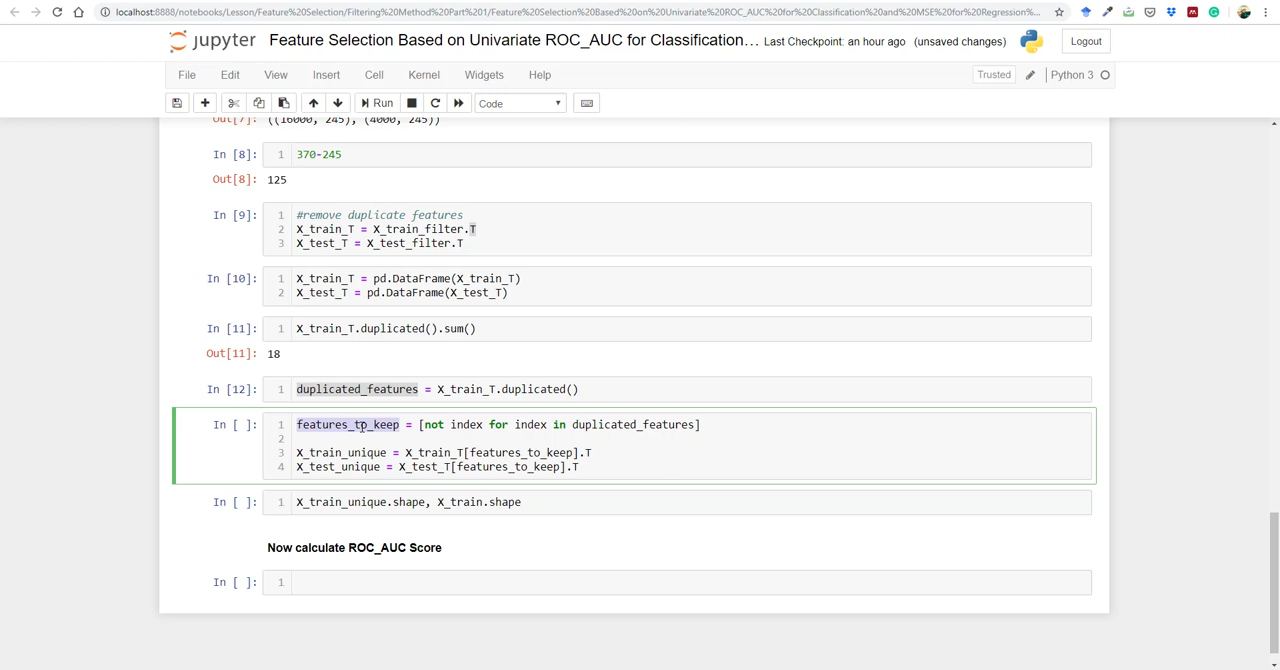 localhost:8888/notebooks/Lesson/Feature%20Selection/Filtering%20Method%20Part%201/Feature%20Selection%20Based%20on%20Univariate%20ROC_AUC%20for%20Classification%20and%20MSE%20for%20Regression%...
jupyter Feature Selection Based on Univariate ROC_AUC for Classification... Last Checkpoint: an hour ago (unsaved changes) Logout
File Edit View Insert Cell Kernel Widgets Help Trusted Python 3
Run Code
Out[7]: ((16000, 245), (4000, 245))
In [8]: 1 370-245
Out[8]: 125
In [9]: 1 #remove duplicate features
2 X_train_T = X_train_filter.T
3 X_test_T = X_test_filter.T
In [10]: 1 X_train_T = pd.DataFrame(X_train_T)
2 X_test_T = pd.DataFrame(X_test_T)
In [11]: 1 X_train_T.duplicated().sum()
Out[11]: 18
In [12]: 1 duplicated_features = X_train_T.duplicated()
In [ ]: 1 features_to_keep = [not index for index in duplicated_features]
2
3 X_train_unique = X_train_T[features_to_keep].T
4 X_test_unique = X_test_T[features_to_keep].T
In [ ]: 1 X_train_unique.shape, X_train.shape
Now calculate ROC_AUC Score
In [ ]: 1